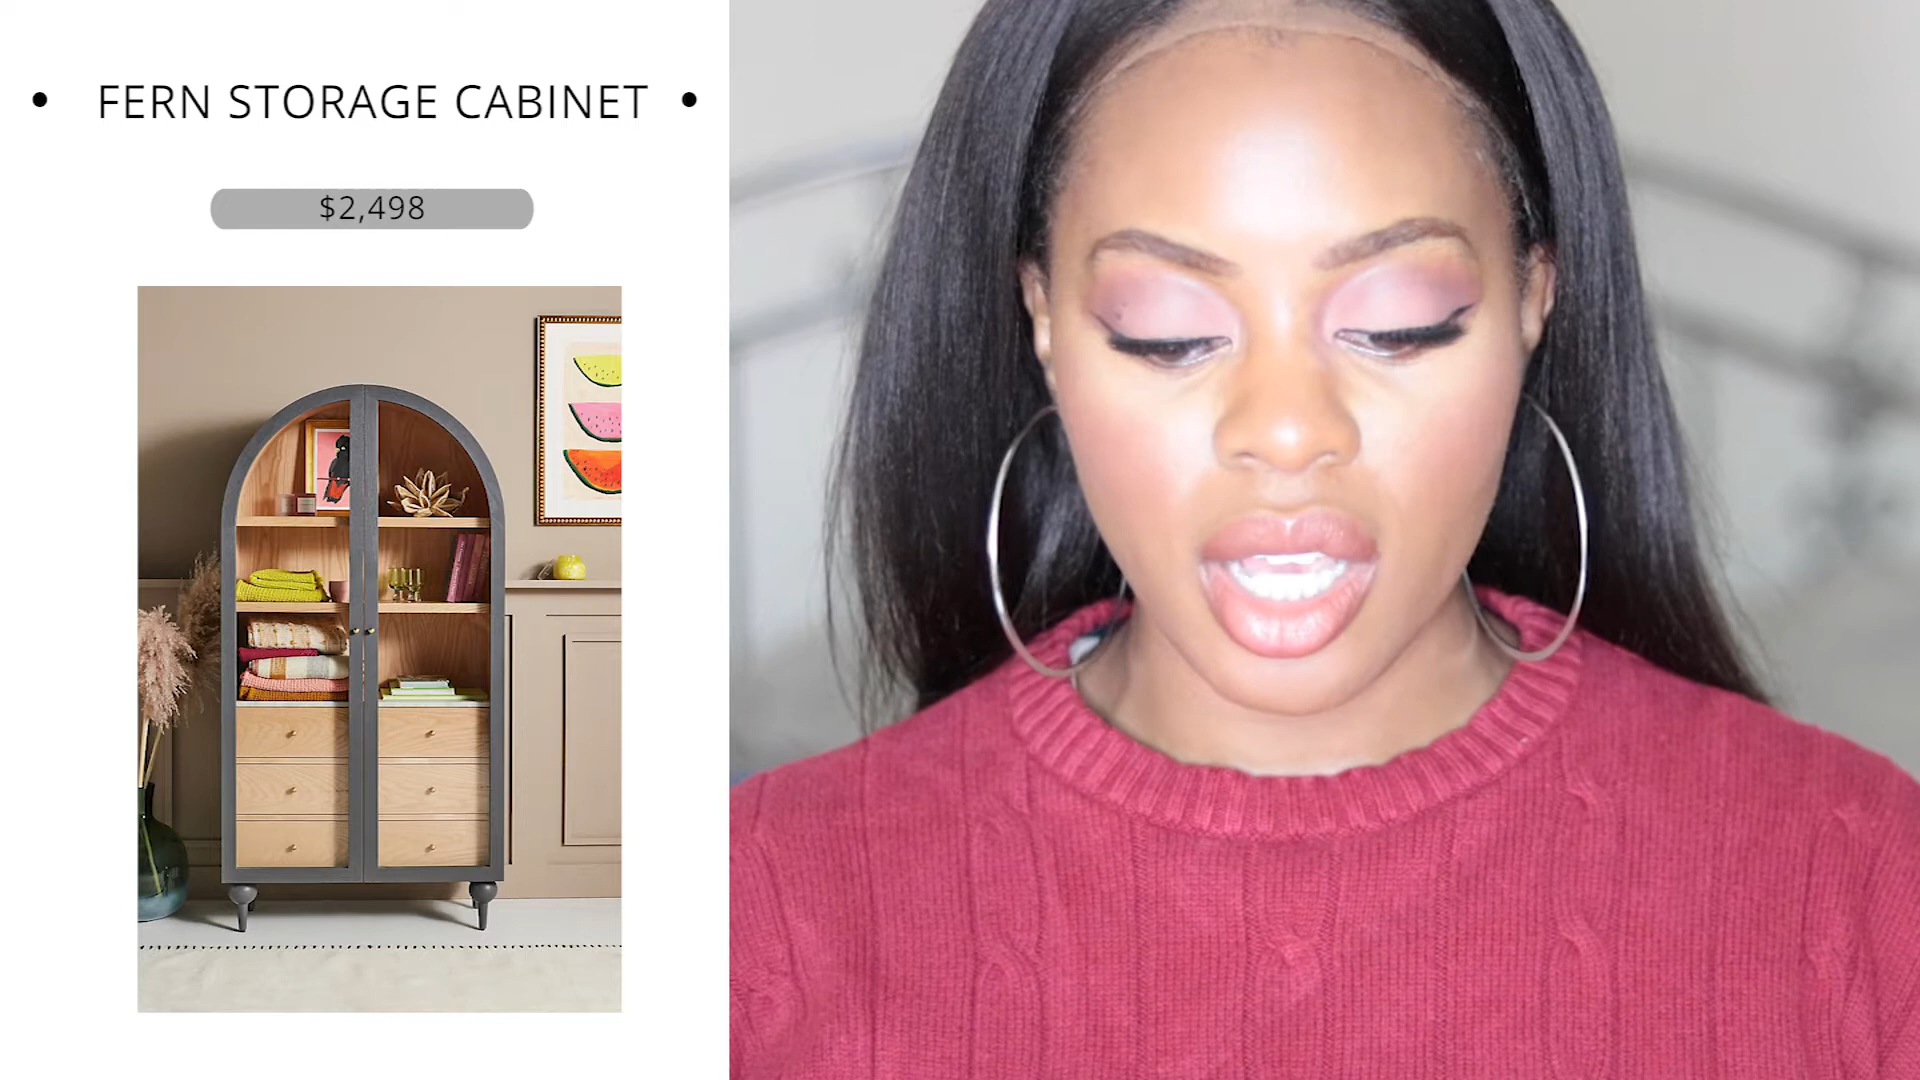 • FERN STORAGE CABINET •
$2,498